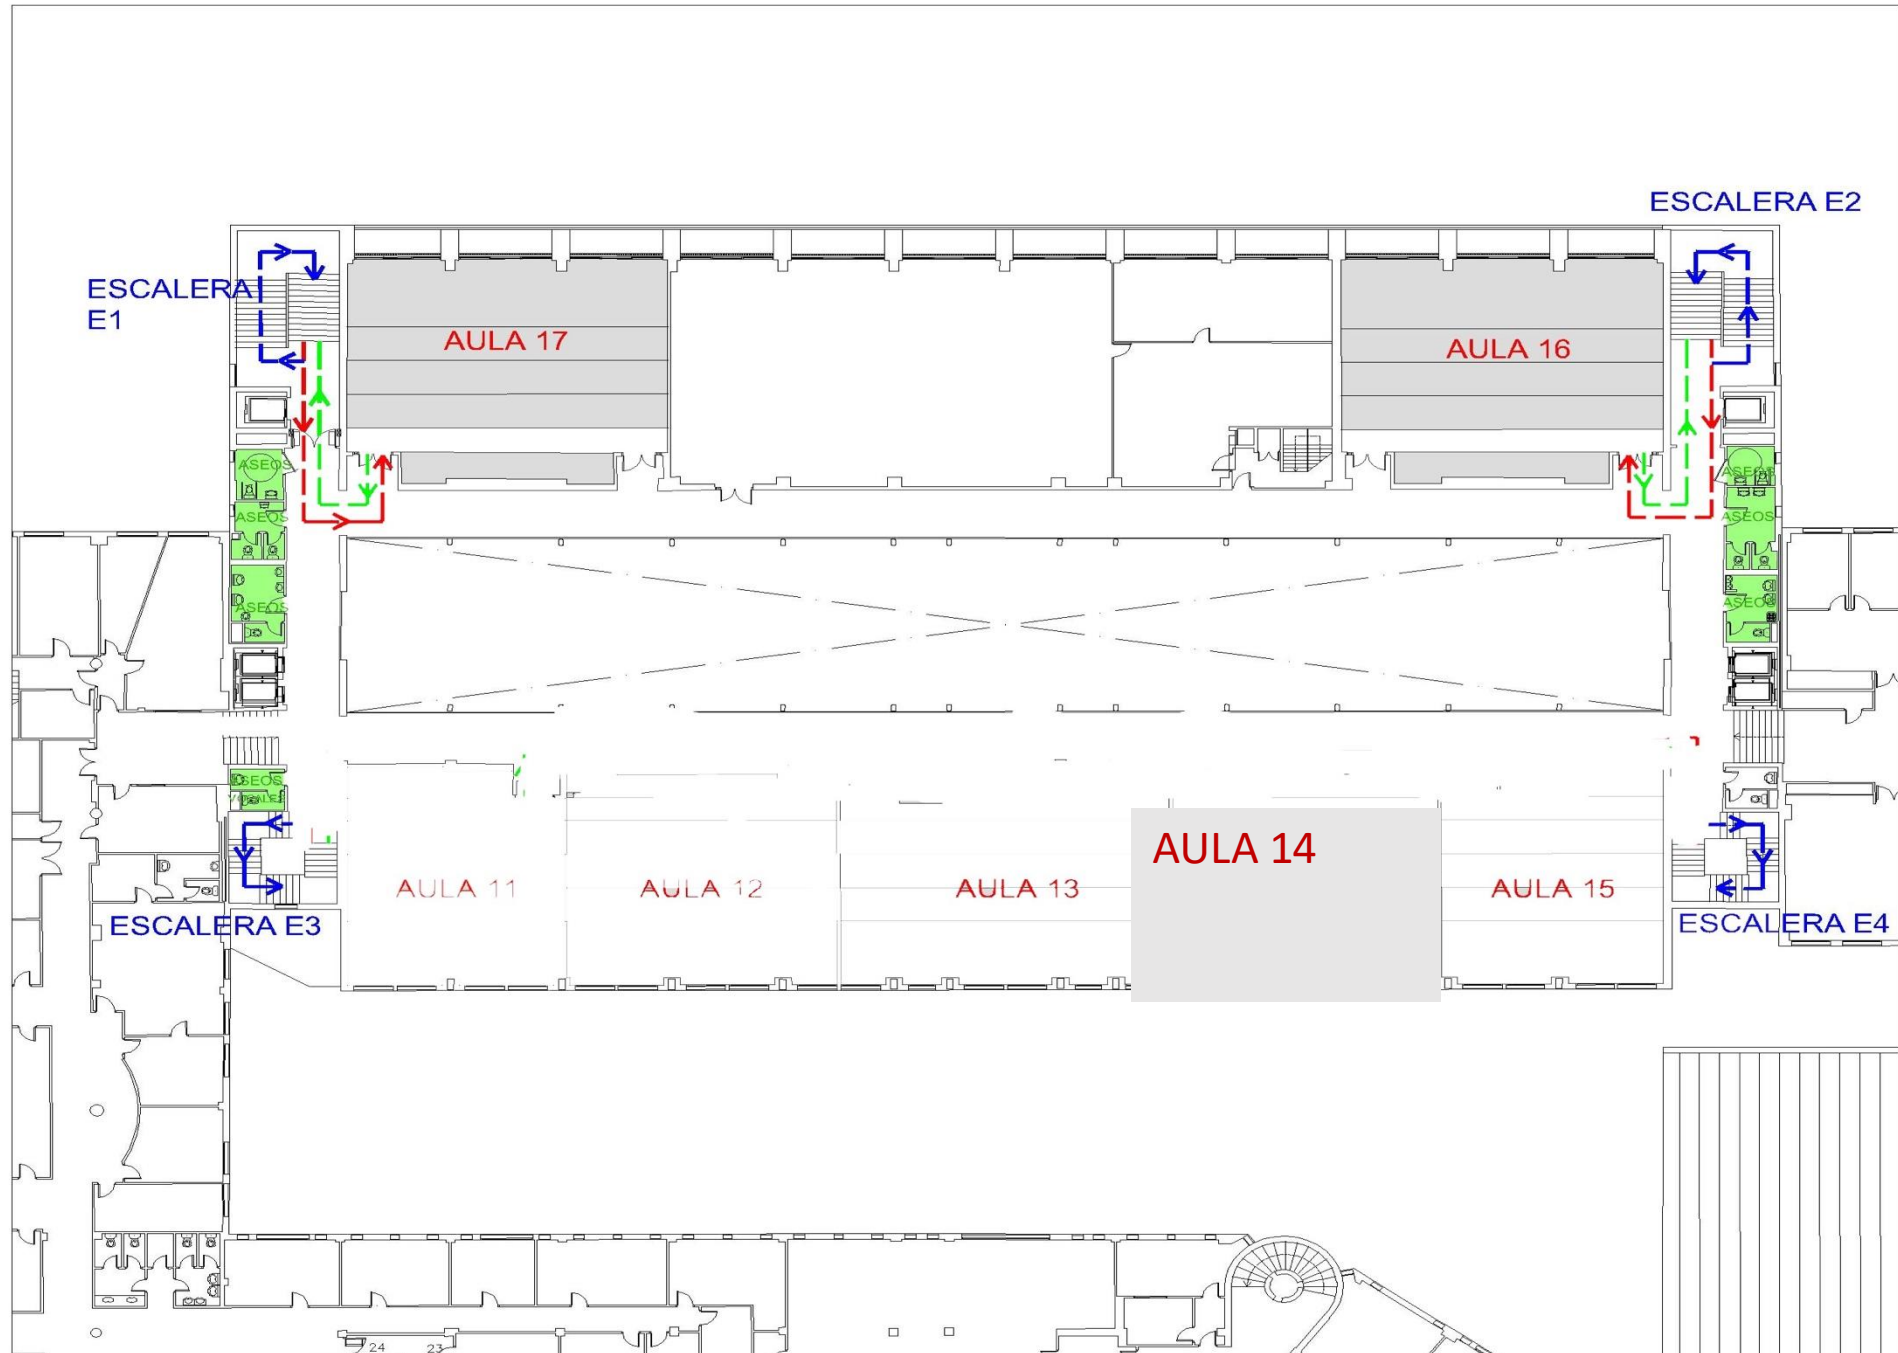 ESCALERA E2
ESCALERA
E1
AULA 17
AULA 16
ASEOS
ASEOS
ASEOS
ASEOS
ASEOS
ASEOS
ASEOS
AULA 14
AULA 11
AULA 12
AULA 13
AULA 15
ESCALERA E3
ESCALERA E4
24
23